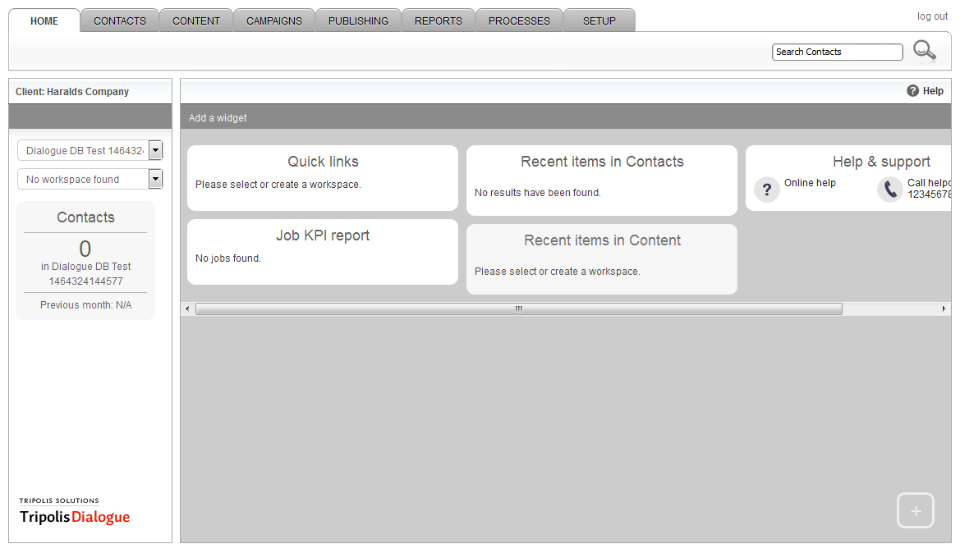 HOME CONTACTS CONTENT CAMPAIGNS PUBLISHING REPORTS PROCESSES SETUP
log out
Search Contacts
Client: Haralds Company
? Help
Add a widget
Dialogue DB Test 146432
No workspace found
Contacts
0
in Dialogue DB Test
1464324144577
Previous month: N/A
Quick links
Please select or create a workspace.
Job KPI report
No jobs found.
Recent items in Contacts
No results have been found.
Recent items in Content
Please select or create a workspace.
Help & support
? Online help
Call helpd
12345678
TRIPOLIS SOLUTIONS
TripolisDialogue
+